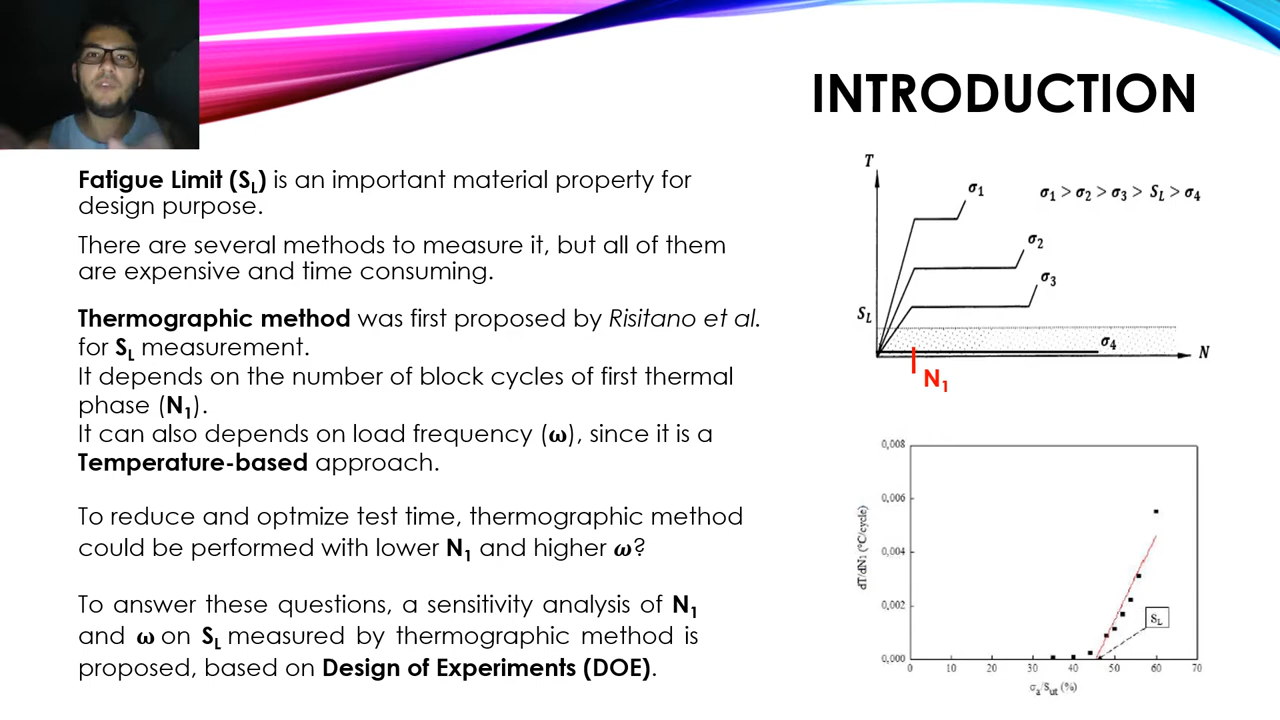 INTRODUCTION
Fatigue Limit (SL) is an important material property for
design purpose.
There are several methods to measure it, but all of them
are expensive and time consuming.
Thermographic method was first proposed by Risitano et al.
for SL measurement.
It depends on the number of block cycles of first thermal
phase (N1).
It can also depends on load frequency (ω), since it is a
Temperature-based approach.
To reduce and optmize test time, thermographic method
could be performed with lower N1 and higher ω?
To answer these questions, a sensitivity analysis of N1
and ω on SL measured by thermographic method is
proposed, based on Design of Experiments (DOE).
T
σ1
σ1 > σ2 > σ3 > SL > σ4
σ2
σ3
SL
σ4
N
N1
0,008
0,006
0,004
0,002
0,000
dT/dN1 (°C/cycle)
SL
0 10 20 30 40 50 60 70
σa/Sut (%)